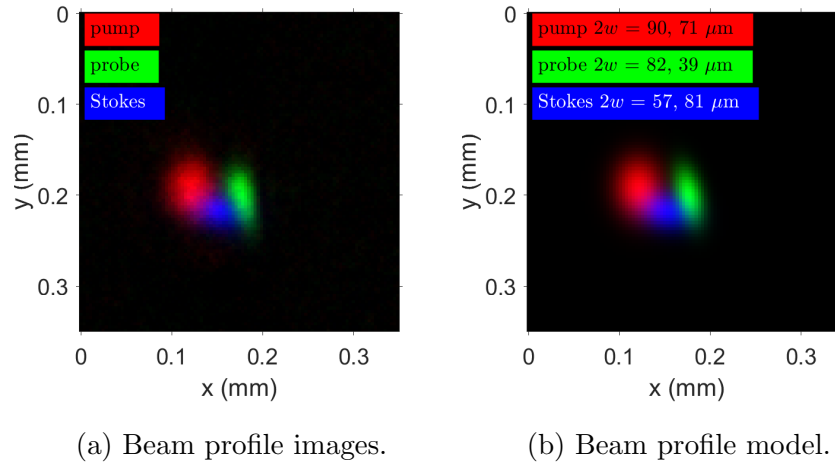 pump
probe
Stokes
0
0.1
0.2
0.3
y (mm)
0
0.1
0.2
0.3
x (mm)
(a) Beam profile images.
pump 2w = 90, 71 μm
probe 2w = 82, 39 μm
Stokes 2w = 57, 81 μm
0
0.1
0.2
0.3
y (mm)
0
0.1
0.2
0.3
x (mm)
(b) Beam profile model.